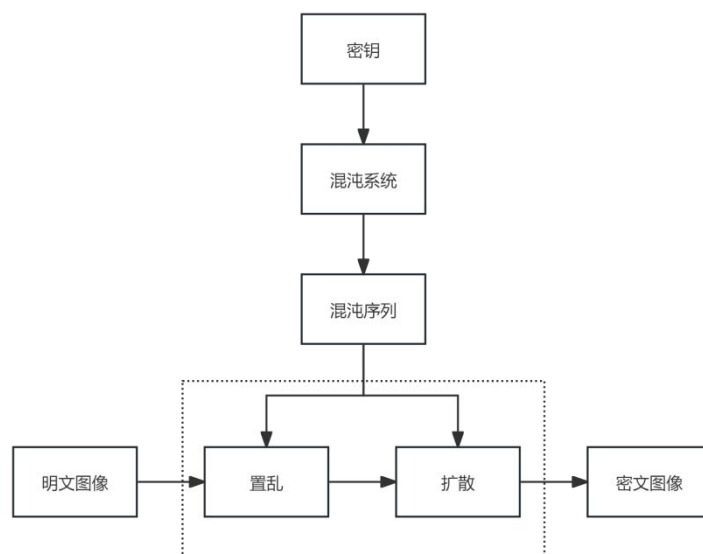 密钥
混沌系统
混沌序列
明文图像
置乱
扩散
密文图像